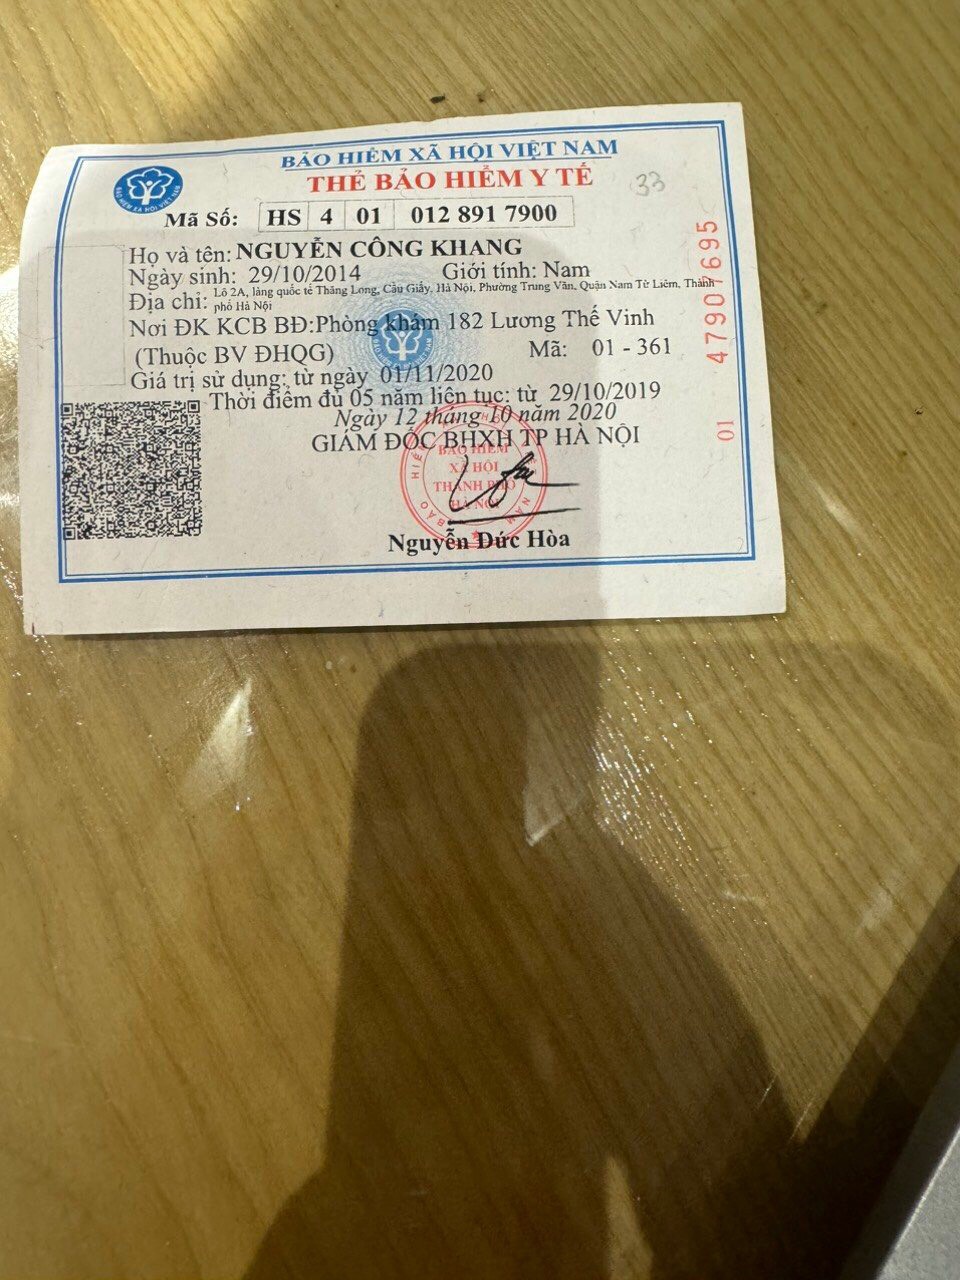 BẢO HIỂM XÃ HỘI VIỆT NAM
THẺ BẢO HIỂM Y TẾ
33
Mã Số: HS 4 01 012 891 7900
Họ và tên: NGUYỄN CÔNG KHANG
Ngày sinh: 29/10/2014 Giới tính: Nam
Địa chỉ: Lô 2A, làng quốc tế Thăng Long, Cầu Giấy, Hà Nội, Phường Trung Văn, Quận Nam Từ Liêm, Thành
phố Hà Nội
Nơi ĐK KCB BĐ:Phòng khám 182 Lương Thế Vinh
(Thuộc BV ĐHQG) Mã: 01 - 361
Giá trị sử dụng: từ ngày 01/11/2020
Thời điểm đủ 05 năm liên tục: từ 29/10/2019
Ngày 12 tháng 10 năm 2020
GIÁM ĐỐC BHXH TP HÀ NỘI
BẢO HIỂM
XÃ HỘI
THÀNH PHỐ
HÀ NỘI
Nguyễn Đức Hòa
01 47907695